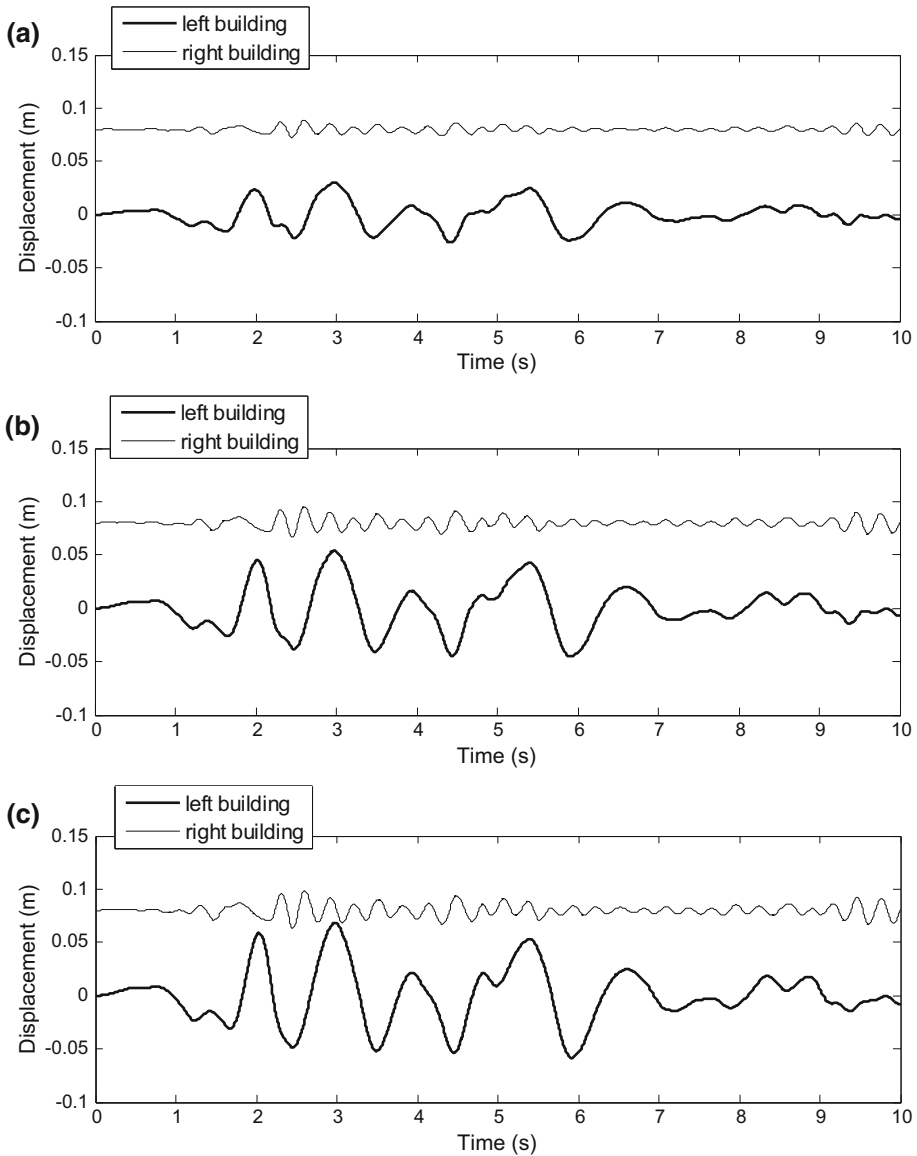 (a)
left building
right building
0.15
0.1
0.05
0
-0.05
-0.1
Displacement (m)
0 1 2 3 4 5 6 7 8 9 10
Time (s)
(b)
left building
right building
0.15
0.1
0.05
0
-0.05
-0.1
Displacement (m)
0 1 2 3 4 5 6 7 8 9 10
Time (s)
(c)
left building
right building
0.15
0.1
0.05
0
-0.05
-0.1
Displacement (m)
0 1 2 3 4 5 6 7 8 9 10
Time (s)